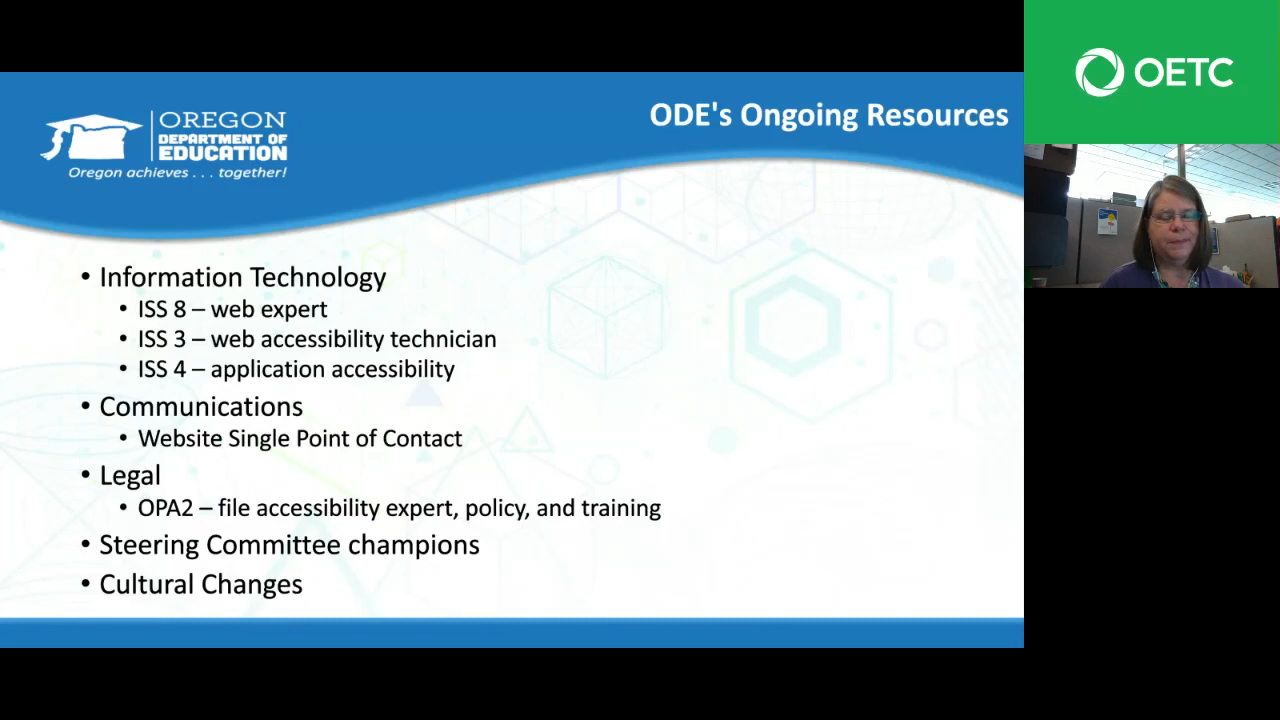 OREGON
DEPARTMENT OF
EDUCATION
Oregon achieves . . . together!
ODE's Ongoing Resources
OETC
• Information Technology
• ISS 8 – web expert
• ISS 3 – web accessibility technician
• ISS 4 – application accessibility
• Communications
• Website Single Point of Contact
• Legal
• OPA2 – file accessibility expert, policy, and training
• Steering Committee champions
• Cultural Changes